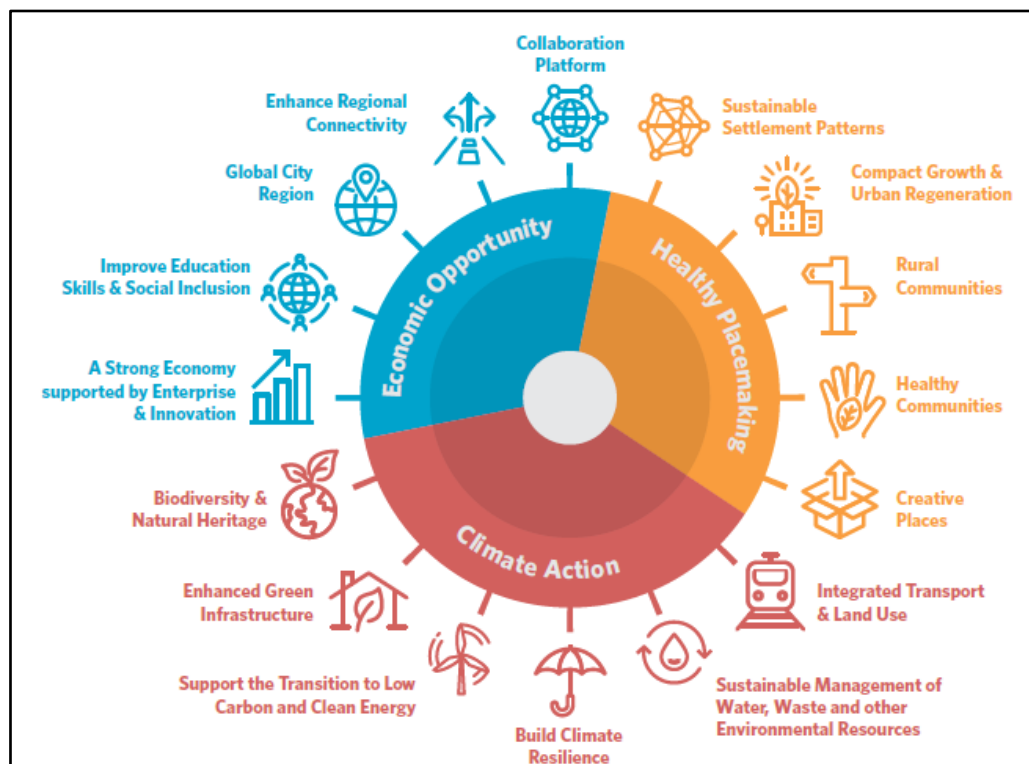 Collaboration
Platform
Enhance Regional
Connectivity
Global City
Region
Improve Education
Skills & Social Inclusion
A Strong Economy
supported by Enterprise
& Innovation
Economic Opportunity
Sustainable
Settlement Patterns
Compact Growth &
Urban Regeneration
Rural
Communities
Healthy
Communities
Creative
Places
Healthy Placemaking
Integrated Transport
& Land Use
Sustainable Management of
Water, Waste and other
Environmental Resources
Build Climate
Resilience
Support the Transition to Low
Carbon and Clean Energy
Enhanced Green
Infrastructure
Biodiversity &
Natural Heritage
Climate Action